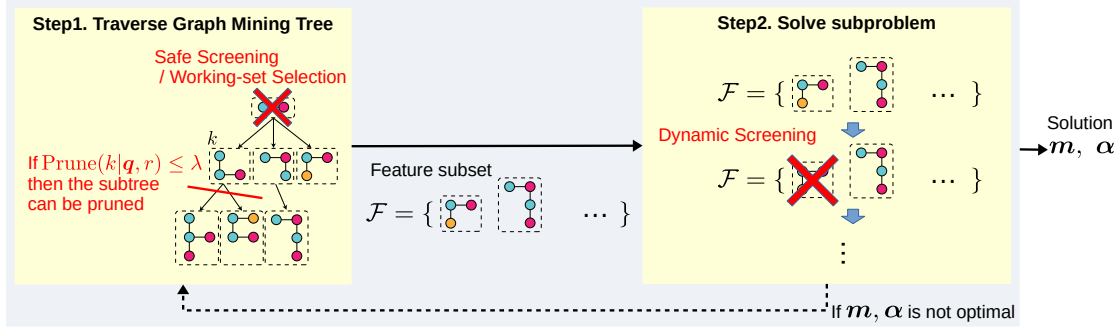 Step1. Traverse Graph Mining Tree
Safe Screening
/ Working-set Selection
k
If Prune(k|q, r) ≤ λ
then the subtree
can be pruned
Feature subset
ℱ = { ⋯ }
Step2. Solve subproblem
ℱ = { ⋯ }
Dynamic Screening
ℱ = { ⋯ }
⋮
Solution
m, α
If m, α is not optimal